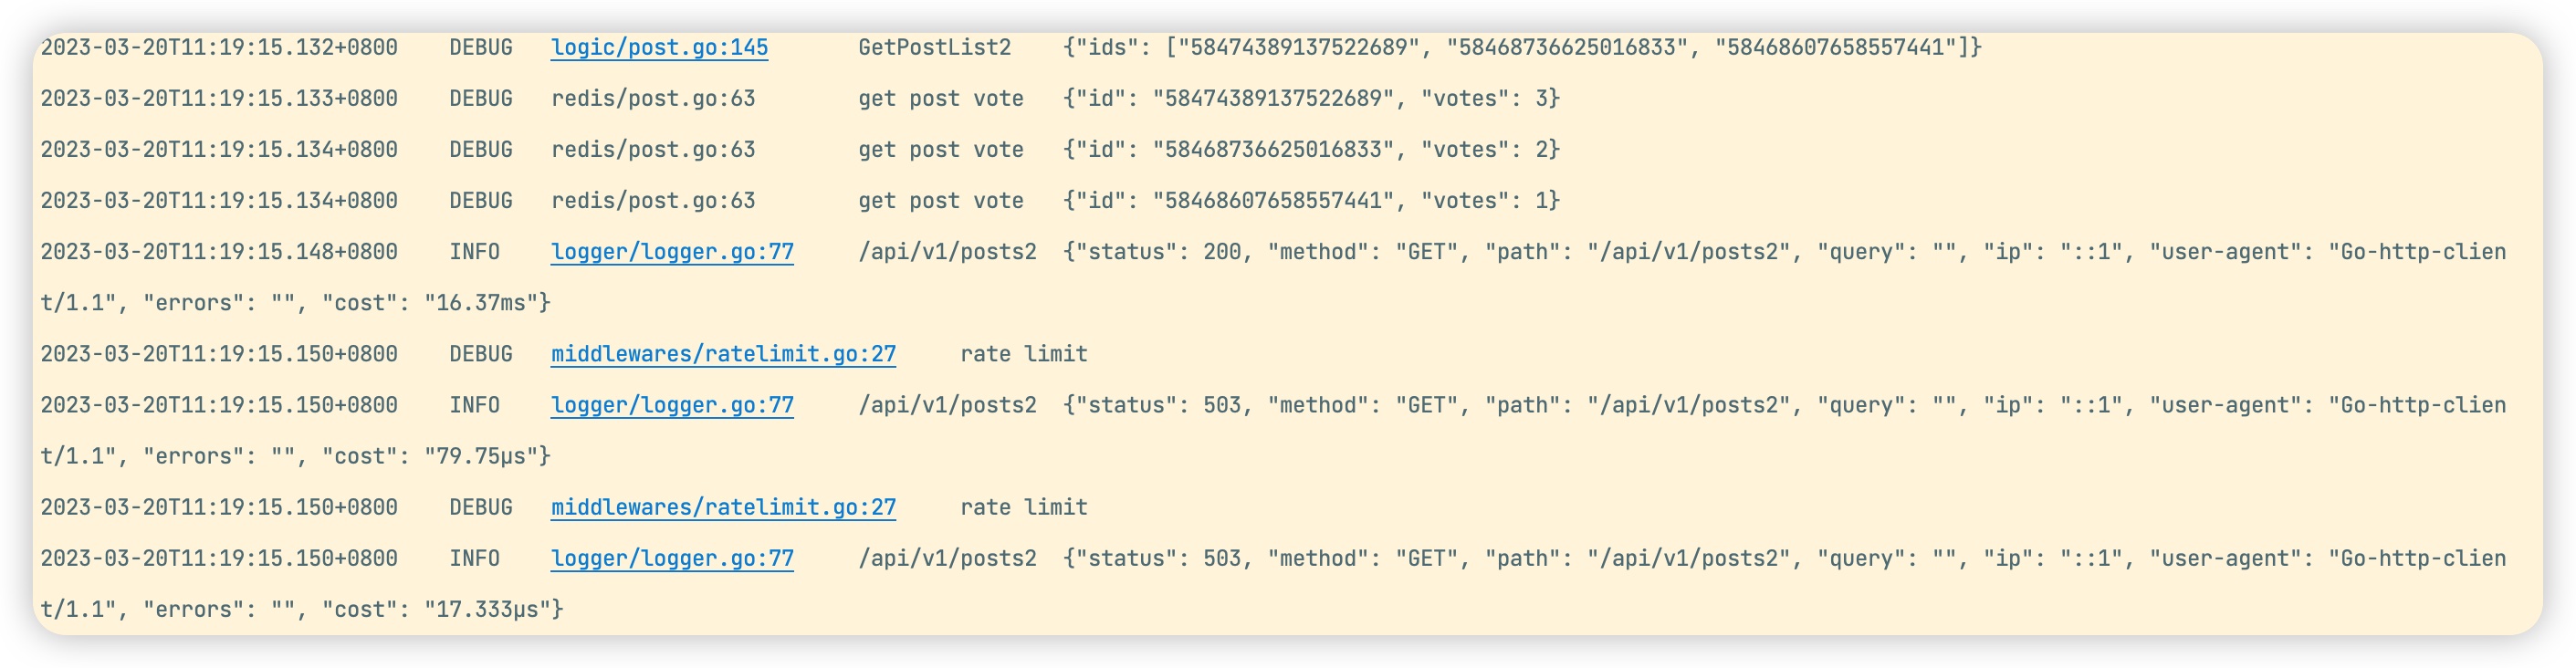 2023-03-20T11:19:15.132+0800    DEBUG   logic/post.go:145       GetPostList2    {"ids": ["58474389137522689", "58468736625016833", "58468607658557441"]}
2023-03-20T11:19:15.133+0800    DEBUG   redis/post.go:63        get post vote   {"id": "58474389137522689", "votes": 3}
2023-03-20T11:19:15.134+0800    DEBUG   redis/post.go:63        get post vote   {"id": "58468736625016833", "votes": 2}
2023-03-20T11:19:15.134+0800    DEBUG   redis/post.go:63        get post vote   {"id": "58468607658557441", "votes": 1}
2023-03-20T11:19:15.148+0800    INFO    logger/logger.go:77     /api/v1/posts2  {"status": 200, "method": "GET", "path": "/api/v1/posts2", "query": "", "ip": "::1", "user-agent": "Go-http-clien
t/1.1", "errors": "", "cost": "16.37ms"}
2023-03-20T11:19:15.150+0800    DEBUG   middlewares/ratelimit.go:27     rate limit
2023-03-20T11:19:15.150+0800    INFO    logger/logger.go:77     /api/v1/posts2  {"status": 503, "method": "GET", "path": "/api/v1/posts2", "query": "", "ip": "::1", "user-agent": "Go-http-clien
t/1.1", "errors": "", "cost": "79.75µs"}
2023-03-20T11:19:15.150+0800    DEBUG   middlewares/ratelimit.go:27     rate limit
2023-03-20T11:19:15.150+0800    INFO    logger/logger.go:77     /api/v1/posts2  {"status": 503, "method": "GET", "path": "/api/v1/posts2", "query": "", "ip": "::1", "user-agent": "Go-http-clien
t/1.1", "errors": "", "cost": "17.333µs"}